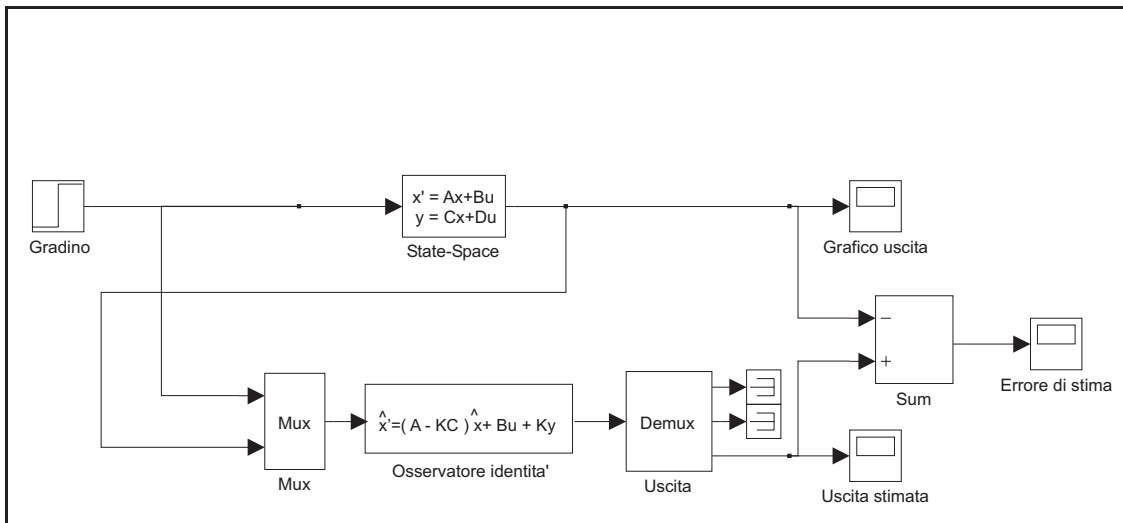 x' = Ax+Bu
y = Cx+Du
State-Space
Gradino
Grafico uscita
−
+
Sum
Errore di stima
Mux
Mux
x̂'=( A - KC ) x̂+ Bu + Ky
Osservatore identita'
Demux
Uscita
Uscita stimata